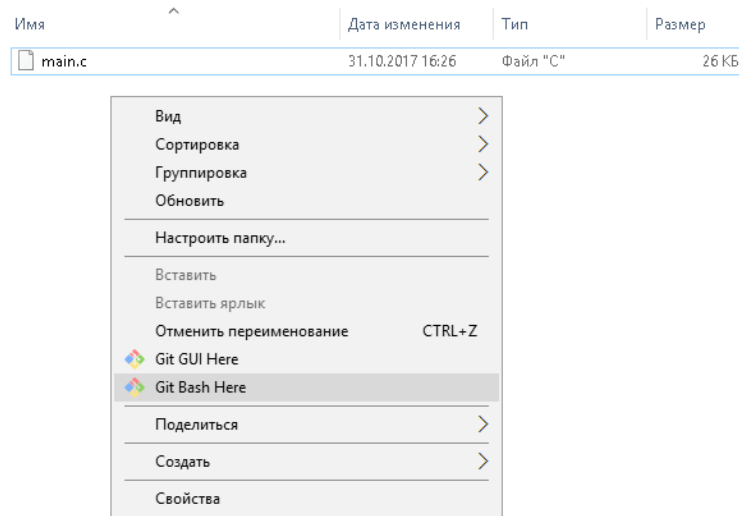 Имя Дата изменения Тип Размер
main.c 31.10.2017 16:26 Файл "C" 26 КБ
Вид
Сортировка
Группировка
Обновить
Настроить папку...
Вставить
Вставить ярлык
Отменить переименование CTRL+Z
Git GUI Here
Git Bash Here
Поделиться
Создать
Свойства